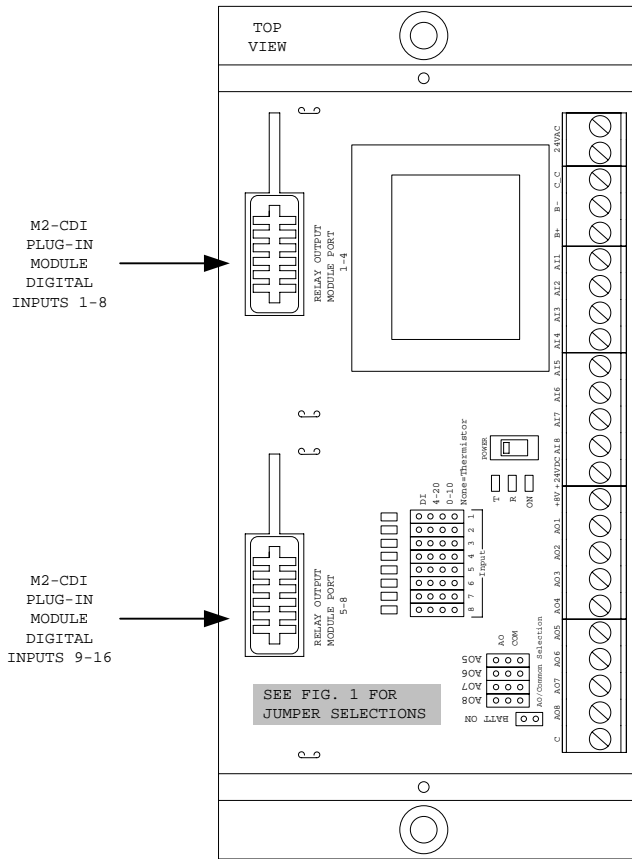 TOP
VIEW
M2-CDI
PLUG-IN
MODULE
DIGITAL
INPUTS 1-8
RELAY OUTPUT
MODULE PORT
1-4
M2-CDI
PLUG-IN
MODULE
DIGITAL
INPUTS 9-16
RELAY OUTPUT
MODULE PORT
5-8
24VAC
C_C
B-
B+
AI1
AI2
AI3
AI4
AI5
AI6
AI7
AI8
+24VDC
+8V
AO1
AO2
AO3
AO4
AO5
AO6
AO7
AO8
C
POWER
T
R
ON
DI
4-20
0-10
None=Thermistor
1
2
3
4
5
6
7
8
Input
AO
COM
AO5
AO6
AO7
AO8
AO/Common Selection
BATT ON
SEE FIG. 1 FOR
JUMPER SELECTIONS